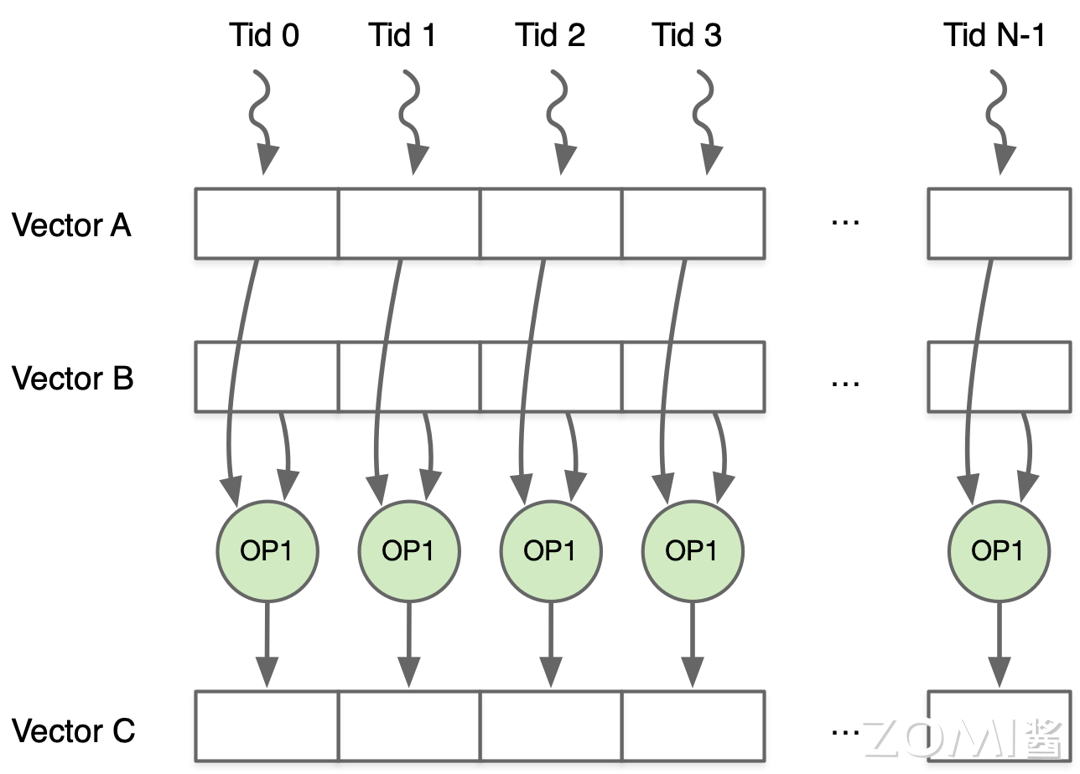 Tid 0 Tid 1 Tid 2 Tid 3 Tid N-1
Vector A ...
Vector B ...
OP1 OP1 OP1 OP1 OP1
Vector C ...
ZOMI酱